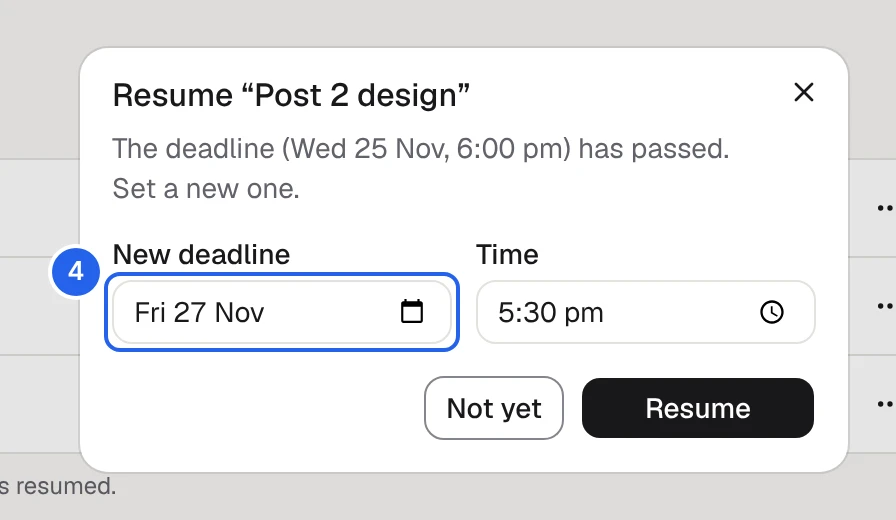 Resume “Post 2 design”
The deadline (Wed 25 Nov, 6:00 pm) has passed.
Set a new one.
New deadline
Time
4
Fri 27 Nov
5:30 pm
Not yet
Resume
s resumed.